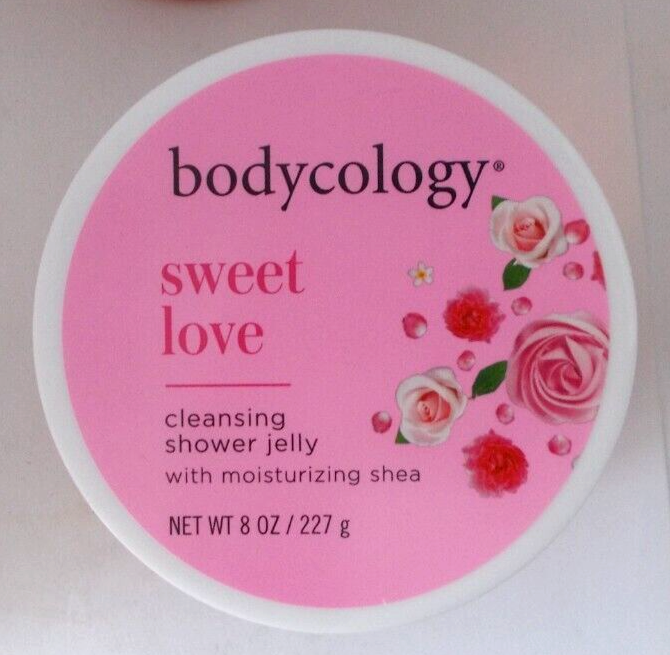 bodycology®
sweet
love
cleansing
shower jelly
with moisturizing shea
NET WT 8 OZ / 227 g